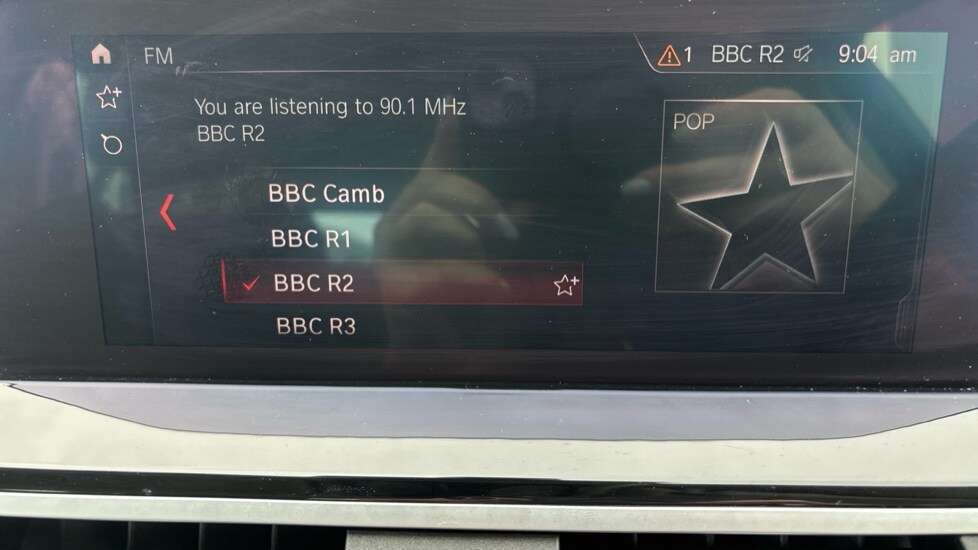 FM
1 BBC R2 9:04 am
You are listening to 90.1 MHz
BBC R2
POP
BBC Camb
BBC R1
BBC R2
BBC R3